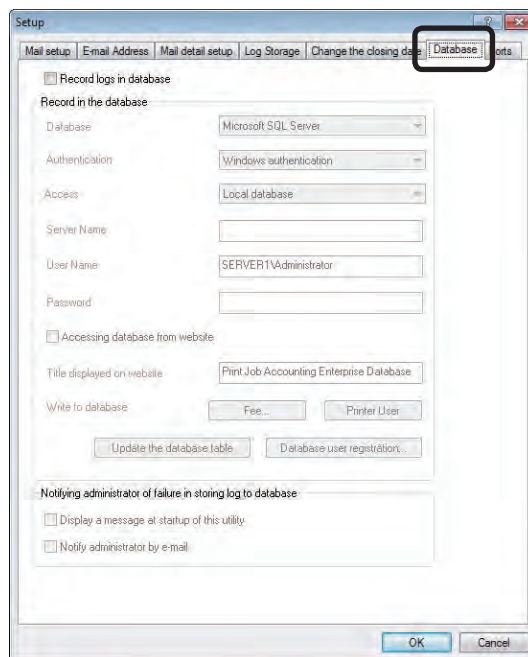 Setup
Mail setup E-mail Address Mail detail setup Log Storage Change the closing date Database orts
Record logs in database
Record in the database
Database Microsoft SQL Server
Authentication Windows authentication
Access Local database
Server Name
User Name SERVER1\Administrator
Password
Accessing database from website
Title displayed on website Print Job Accounting Enterprise Database
Write to database Fee... Printer User
Update the database table Database user registration...
Notifying administrator of failure in storing log to database
Display a message at startup of this utility
Notify administrator by e-mail
OK Cancel